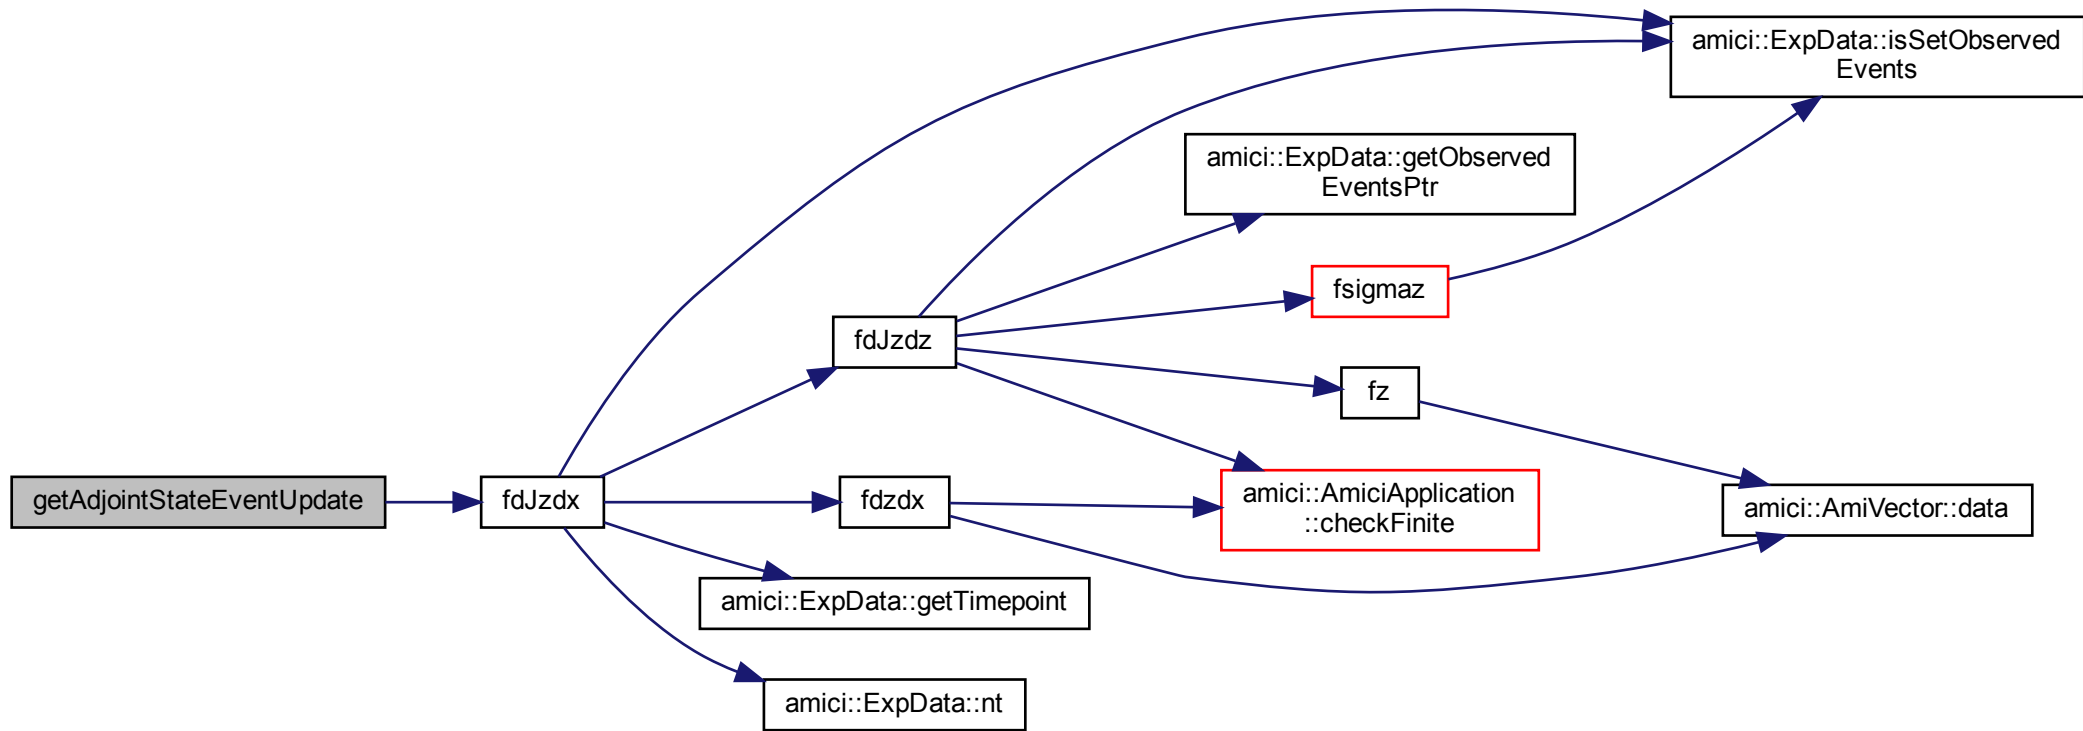 amici::ExpData::isSetObserved
Events
amici::ExpData::getObserved
EventsPtr
fsigmaz
fdJzdz
fz
getAdjointStateEventUpdate
fdJzdx
fdzdx
amici::AmiciApplication
::checkFinite
amici::AmiVector::data
amici::ExpData::getTimepoint
amici::ExpData::nt